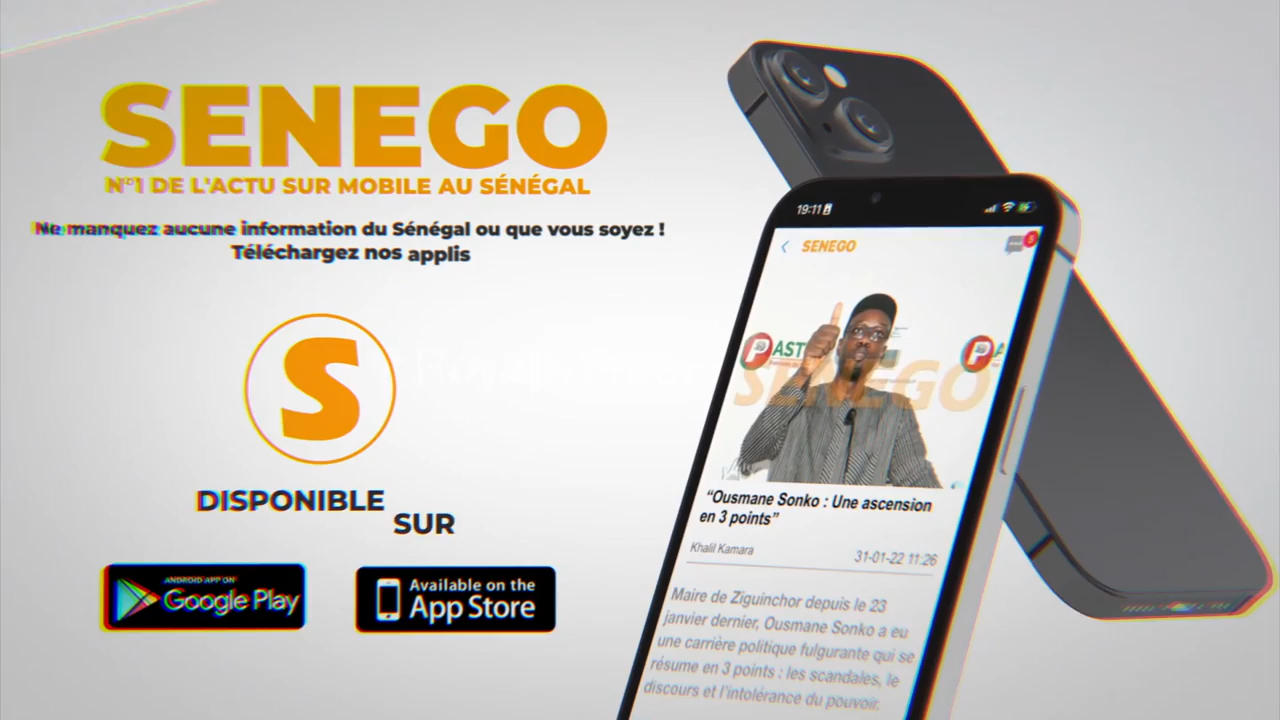 SENEGO
N°1 DE L'ACTU SUR MOBILE AU SÉNÉGAL
Ne manquez aucune information du Sénégal ou que vous soyez !
Téléchargez nos applis
S
DISPONIBLE SUR
ANDROID APP ON
Google Play
Available on the
App Store
19:11
SENEGO
5
PAST
PA
SENEGO
“Ousmane Sonko : Une ascension
en 3 points”
Khalil Kamara
31-01-22 11:26
Maire de Ziguinchor depuis le 23
janvier dernier, Ousmane Sonko a eu
une carrière politique fulgurante qui se
résume en 3 points : les scandales, le
discours et l'intolérance du pouvoir.